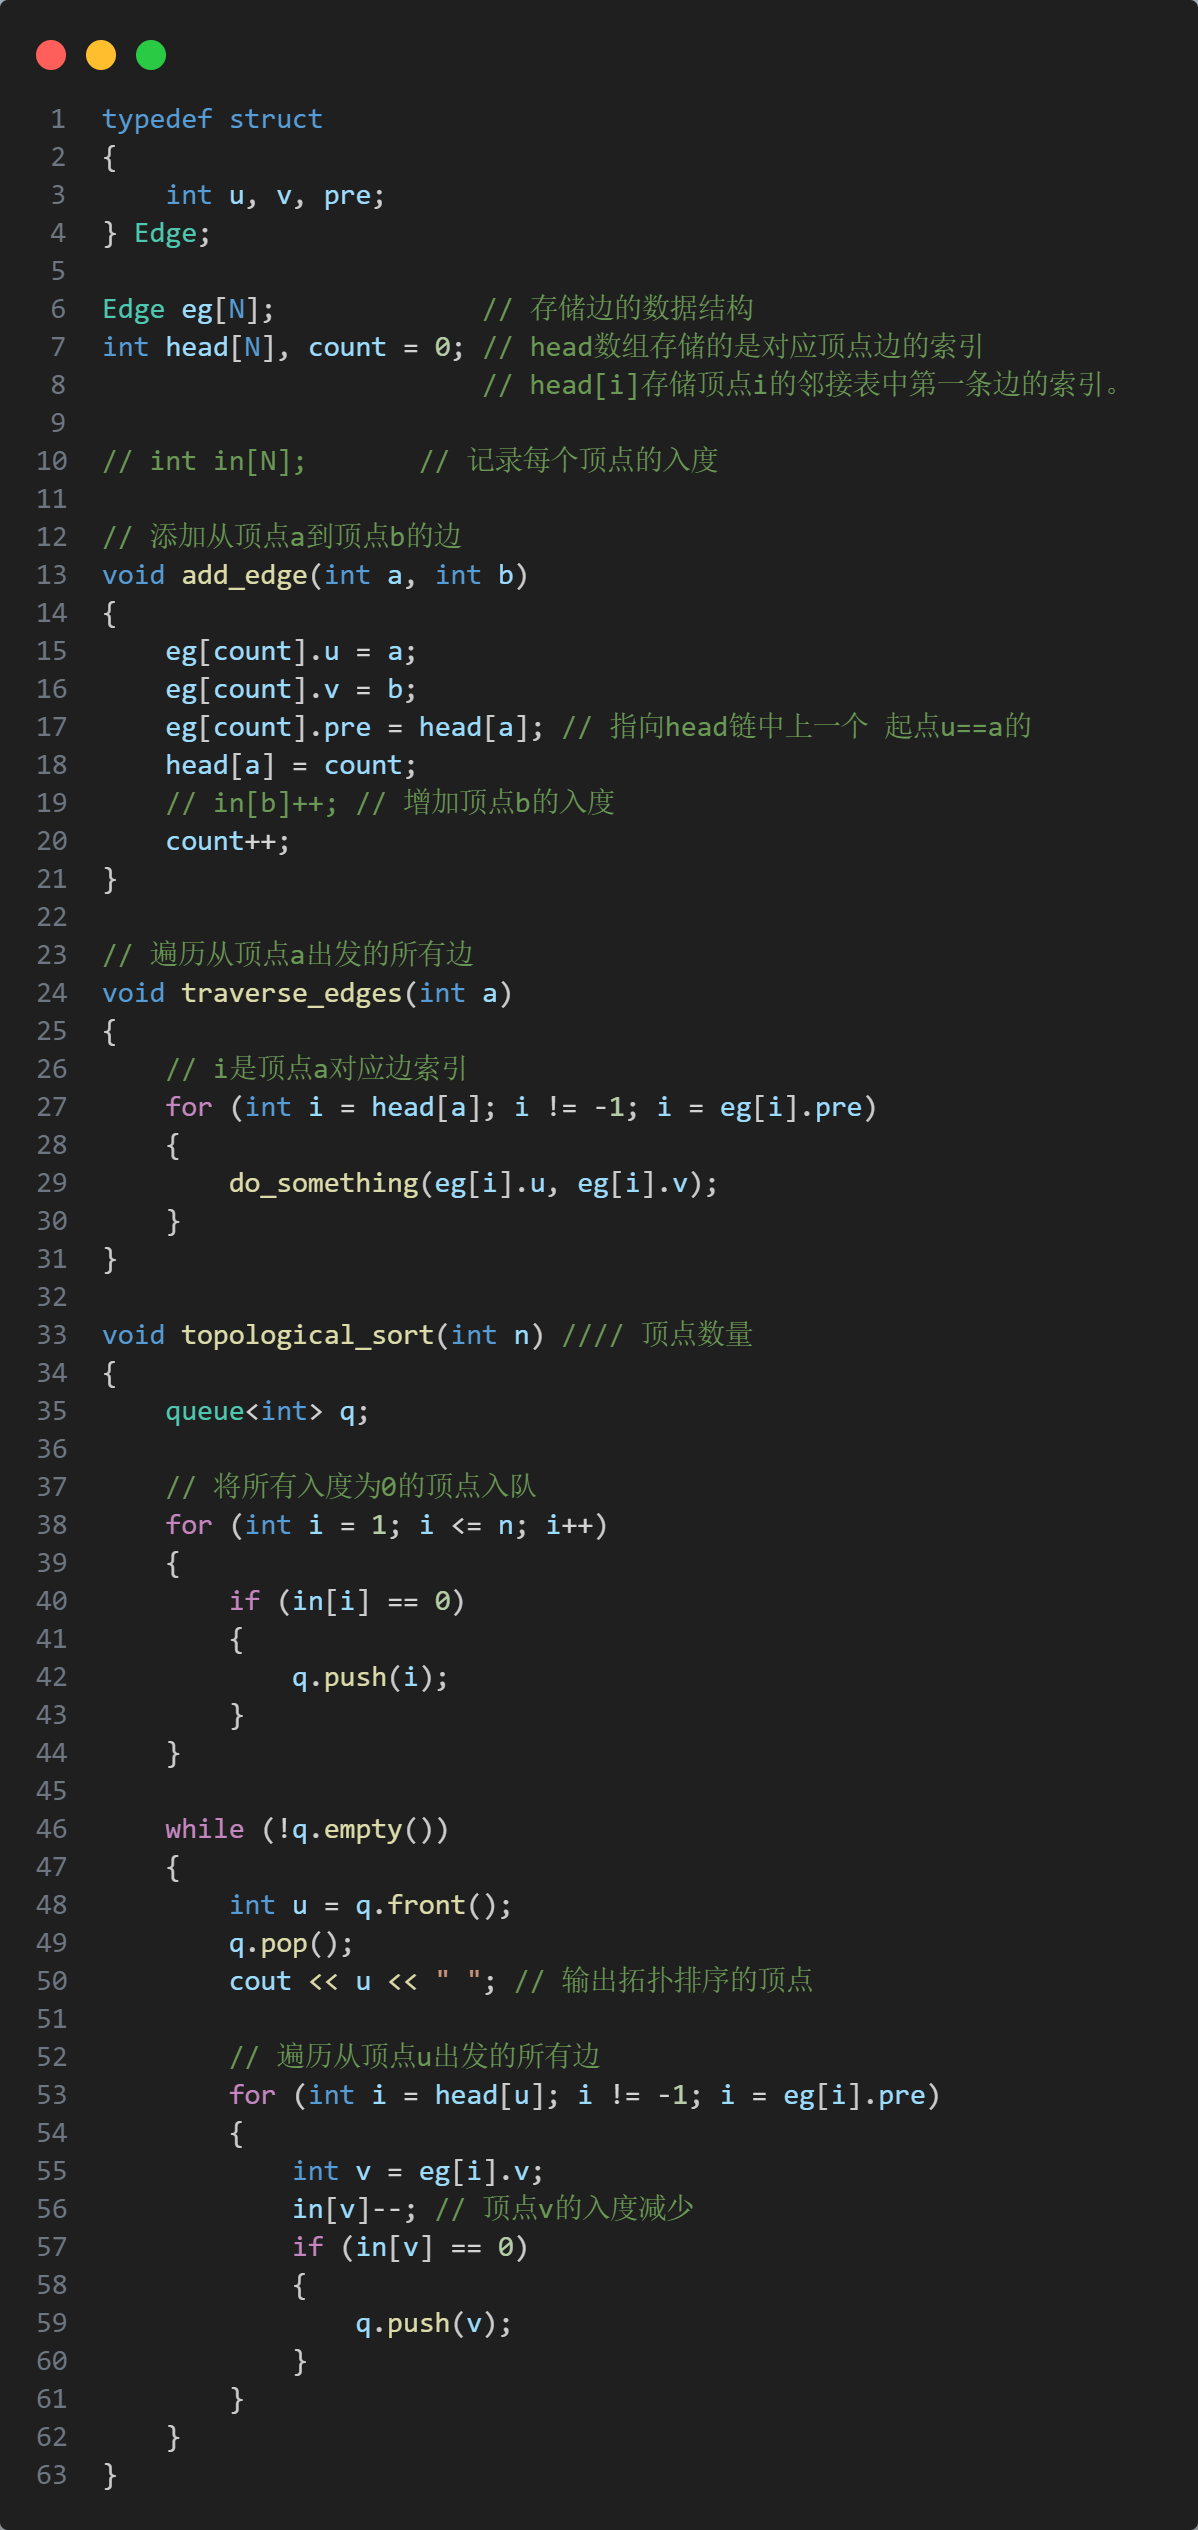 1 typedef struct
2 {
3     int u, v, pre;
4 } Edge;
5
6 Edge eg[N];             // 存储边的数据结构
7 int head[N], count = 0; // head数组存储的是对应顶点边的索引
8                         // head[i]存储顶点i的邻接表中第一条边的索引。
9
10 // int in[N];       // 记录每个顶点的入度
11
12 // 添加从顶点a到顶点b的边
13 void add_edge(int a, int b)
14 {
15     eg[count].u = a;
16     eg[count].v = b;
17     eg[count].pre = head[a]; // 指向head链中上一个 起点u==a的
18     head[a] = count;
19     // in[b]++; // 增加顶点b的入度
20     count++;
21 }
22
23 // 遍历从顶点a出发的所有边
24 void traverse_edges(int a)
25 {
26     // i是顶点a对应边索引
27     for (int i = head[a]; i != -1; i = eg[i].pre)
28     {
29         do_something(eg[i].u, eg[i].v);
30     }
31 }
32
33 void topological_sort(int n) //// 顶点数量
34 {
35     queue<int> q;
36
37     // 将所有入度为0的顶点入队
38     for (int i = 1; i <= n; i++)
39     {
40         if (in[i] == 0)
41         {
42             q.push(i);
43         }
44     }
45
46     while (!q.empty())
47     {
48         int u = q.front();
49         q.pop();
50         cout << u << " "; // 输出拓扑排序的顶点
51
52         // 遍历从顶点u出发的所有边
53         for (int i = head[u]; i != -1; i = eg[i].pre)
54         {
55             int v = eg[i].v;
56             in[v]--; // 顶点v的入度减少
57             if (in[v] == 0)
58             {
59                 q.push(v);
60             }
61         }
62     }
63 }